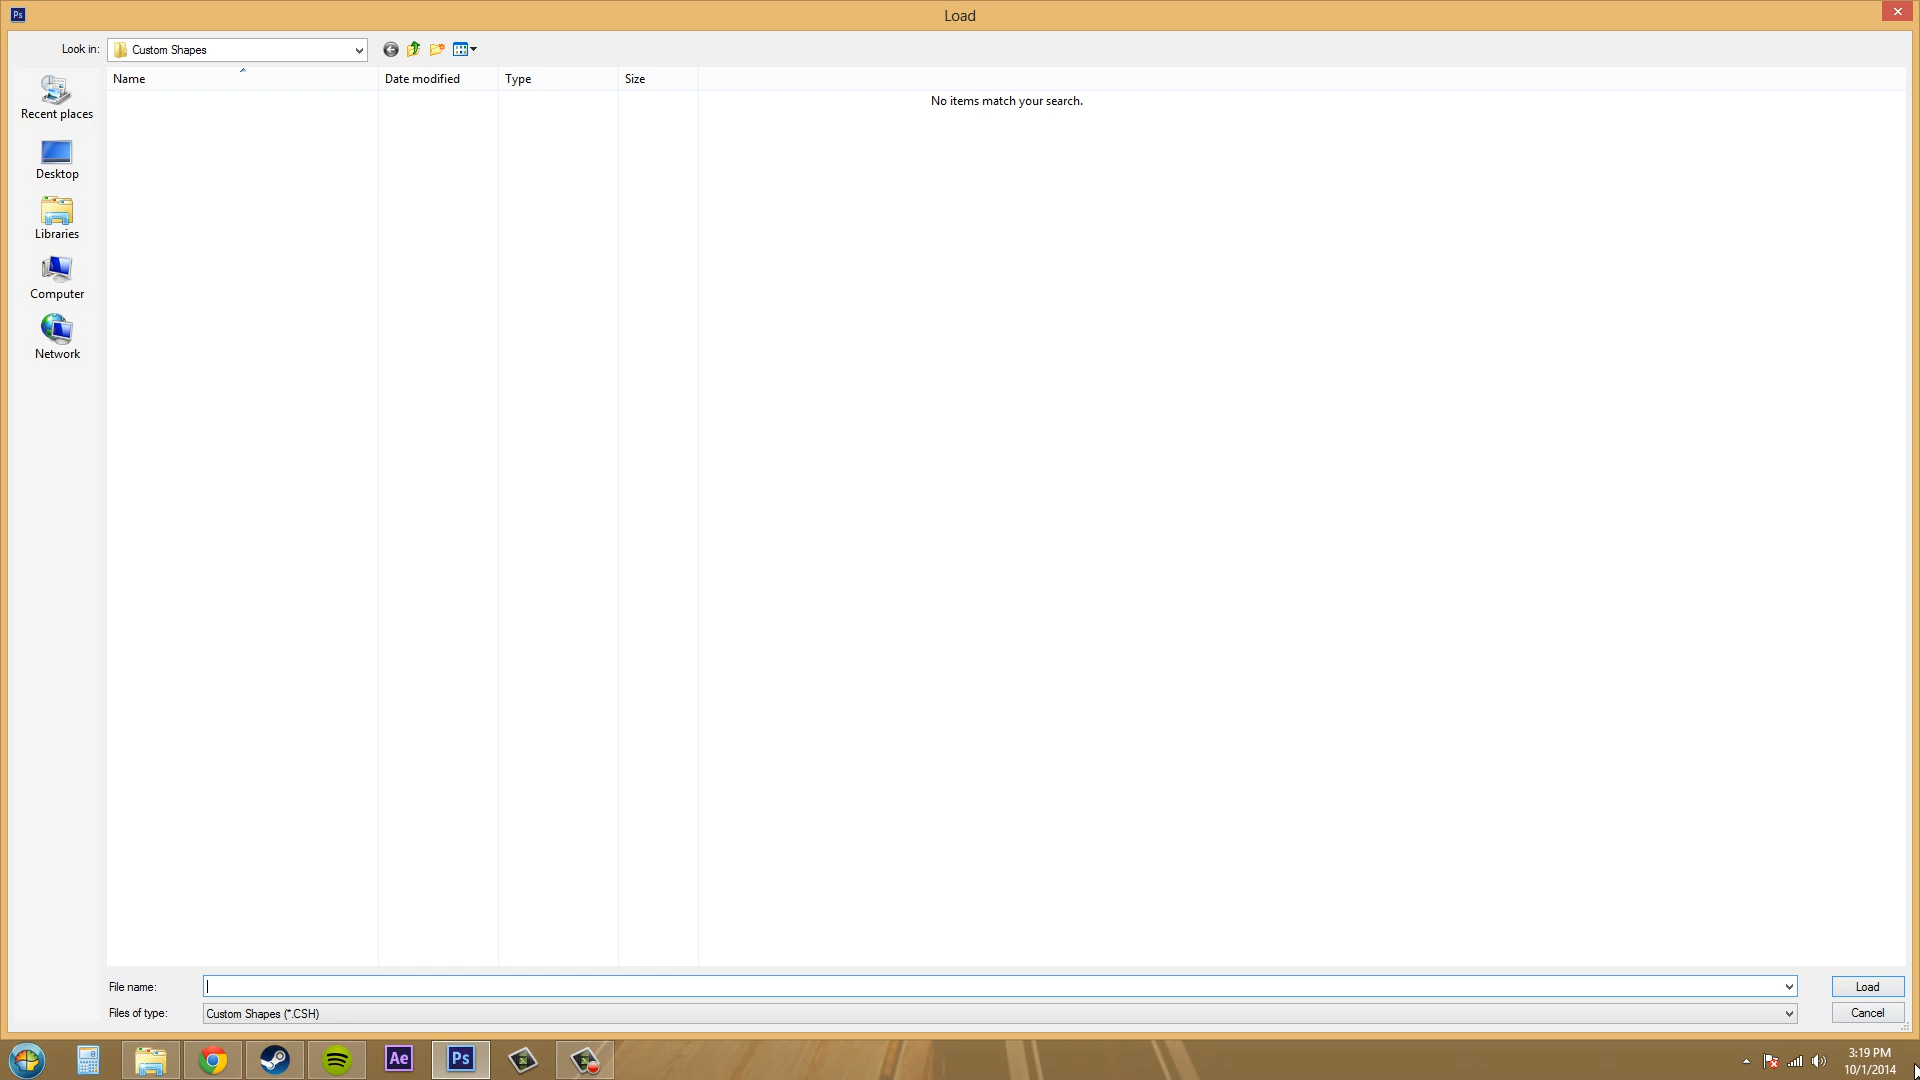 Ps
Load
Look in:
Custom Shapes
Name
Date modified
Type
Size
No items match your search.
Recent places
Desktop
Libraries
Computer
Network
File name:
Load
Files of type:
Custom Shapes (*.CSH)
Cancel
Ae
Ps
3:19 PM
10/1/2014